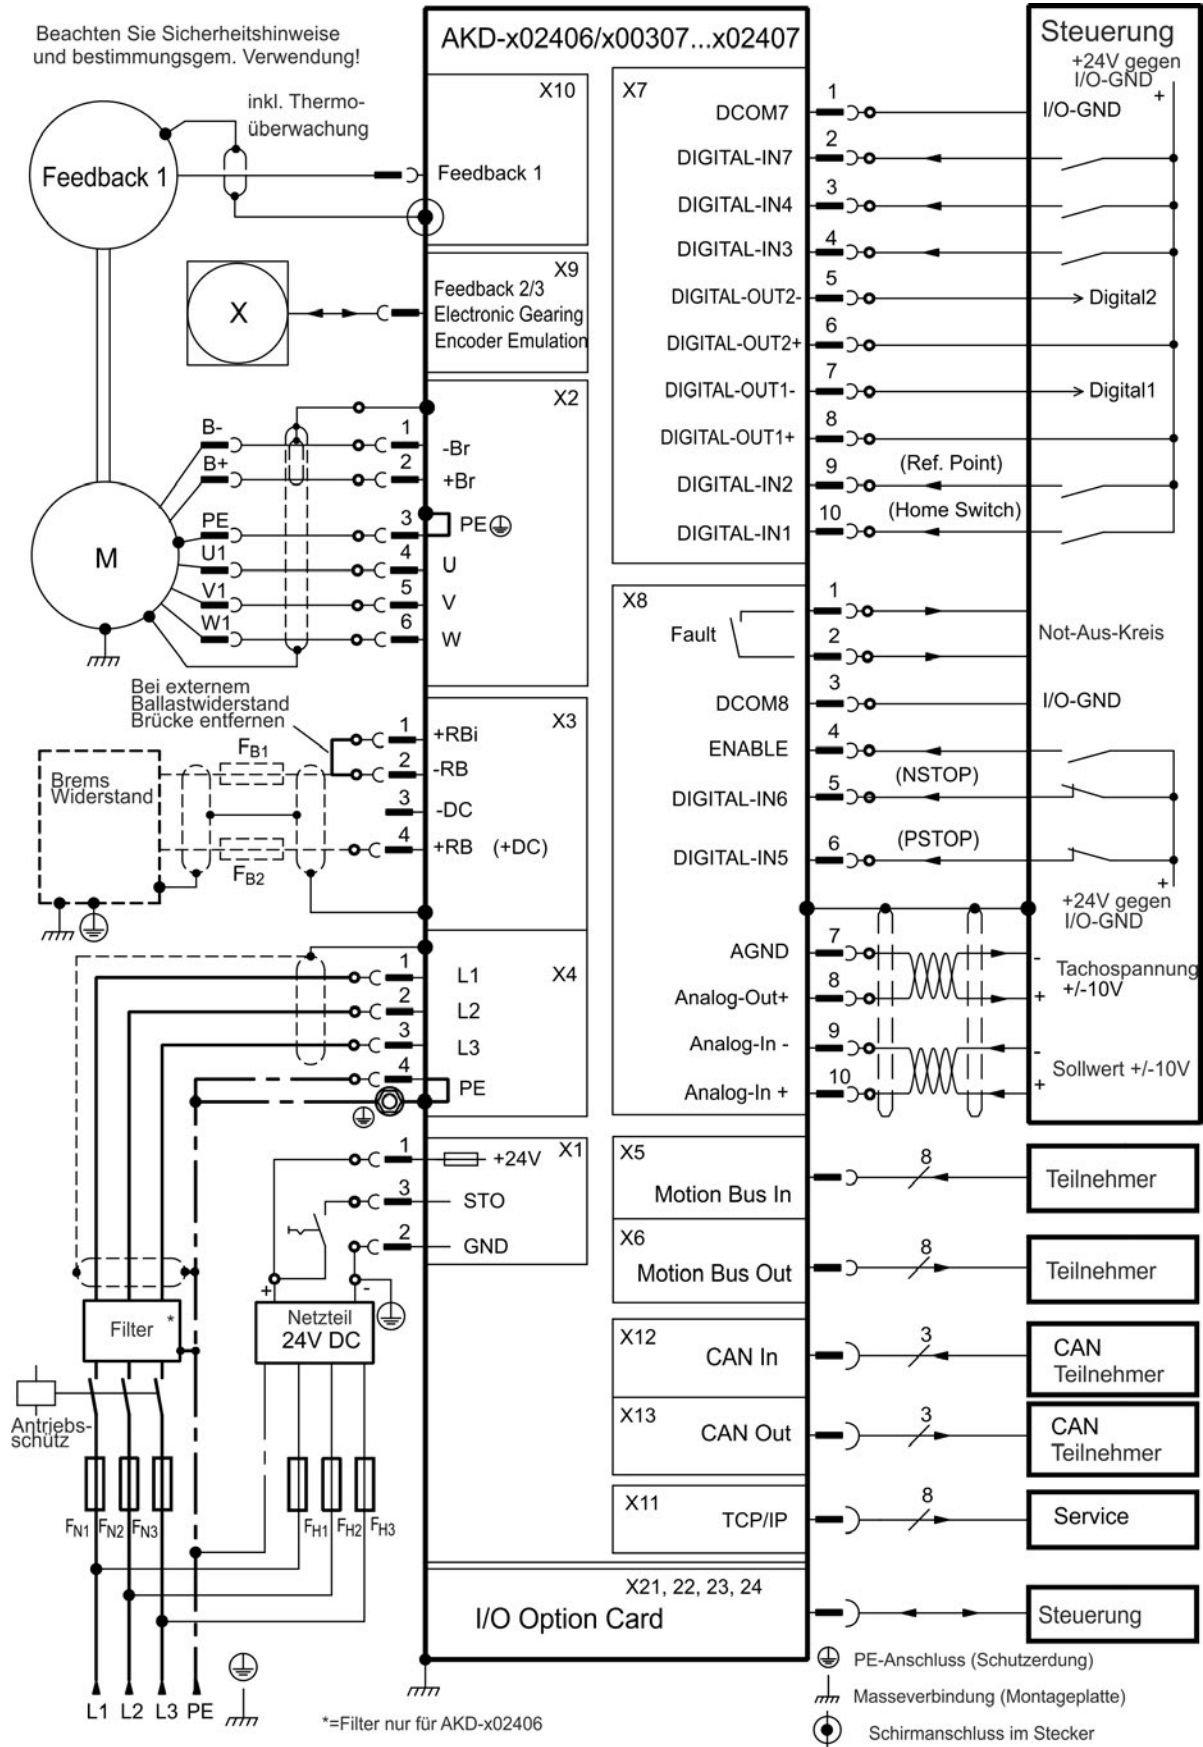 Beachten Sie Sicherheitshinweise
und bestimmungsgem. Verwendung!
AKD-x02406/x00307...x02407
inkl. Thermo-
überwachung
Feedback 1
X10
Feedback 1
X
X9
Feedback 2/3
Electronic Gearing
Encoder Emulation
X2
B-
1
-Br
B+
2
+Br
PE
3
PE
M
U1
4
U
V1
5
V
W1
6
W
Bei externem
Ballastwiderstand
Brücke entfernen
X3
Brems
Widerstand
FB1
FB2
1
+RBi
2
-RB
3
-DC
4
+RB (+DC)
X4
1
L1
2
L2
3
L3
4
PE
X1
1
+24V
3
STO
2
GND
+
-
Netzteil
24V DC
Filter *
Antriebs-
schütz
FN1
FN2
FN3
FH1
FH2
FH3
L1 L2 L3 PE
*=Filter nur für AKD-x02406
X7
DCOM7
1
DIGITAL-IN7
2
DIGITAL-IN4
3
DIGITAL-IN3
4
DIGITAL-OUT2-
5
DIGITAL-OUT2+
6
DIGITAL-OUT1-
7
DIGITAL-OUT1+
8
DIGITAL-IN2
9
(Ref. Point)
DIGITAL-IN1
10
(Home Switch)
Steuerung
+24V gegen
I/O-GND
+
I/O-GND
Digital2
Digital1
X8
Fault
1
2
Not-Aus-Kreis
DCOM8
3
I/O-GND
ENABLE
4
DIGITAL-IN6
5
(NSTOP)
DIGITAL-IN5
6
(PSTOP)
+
+24V gegen
I/O-GND
AGND
7
-
Analog-Out+
8
+
Tachospannung
+/-10V
Analog-In -
9
-
Analog-In +
10
+
Sollwert +/-10V
X5
Motion Bus In
8
Teilnehmer
X6
Motion Bus Out
8
Teilnehmer
X12
CAN In
3
CAN
Teilnehmer
X13
CAN Out
3
CAN
Teilnehmer
X11
TCP/IP
8
Service
X21, 22, 23, 24
I/O Option Card
Steuerung
PE-Anschluss (Schutzerdung)
Masseverbindung (Montageplatte)
Schirmanschluss im Stecker